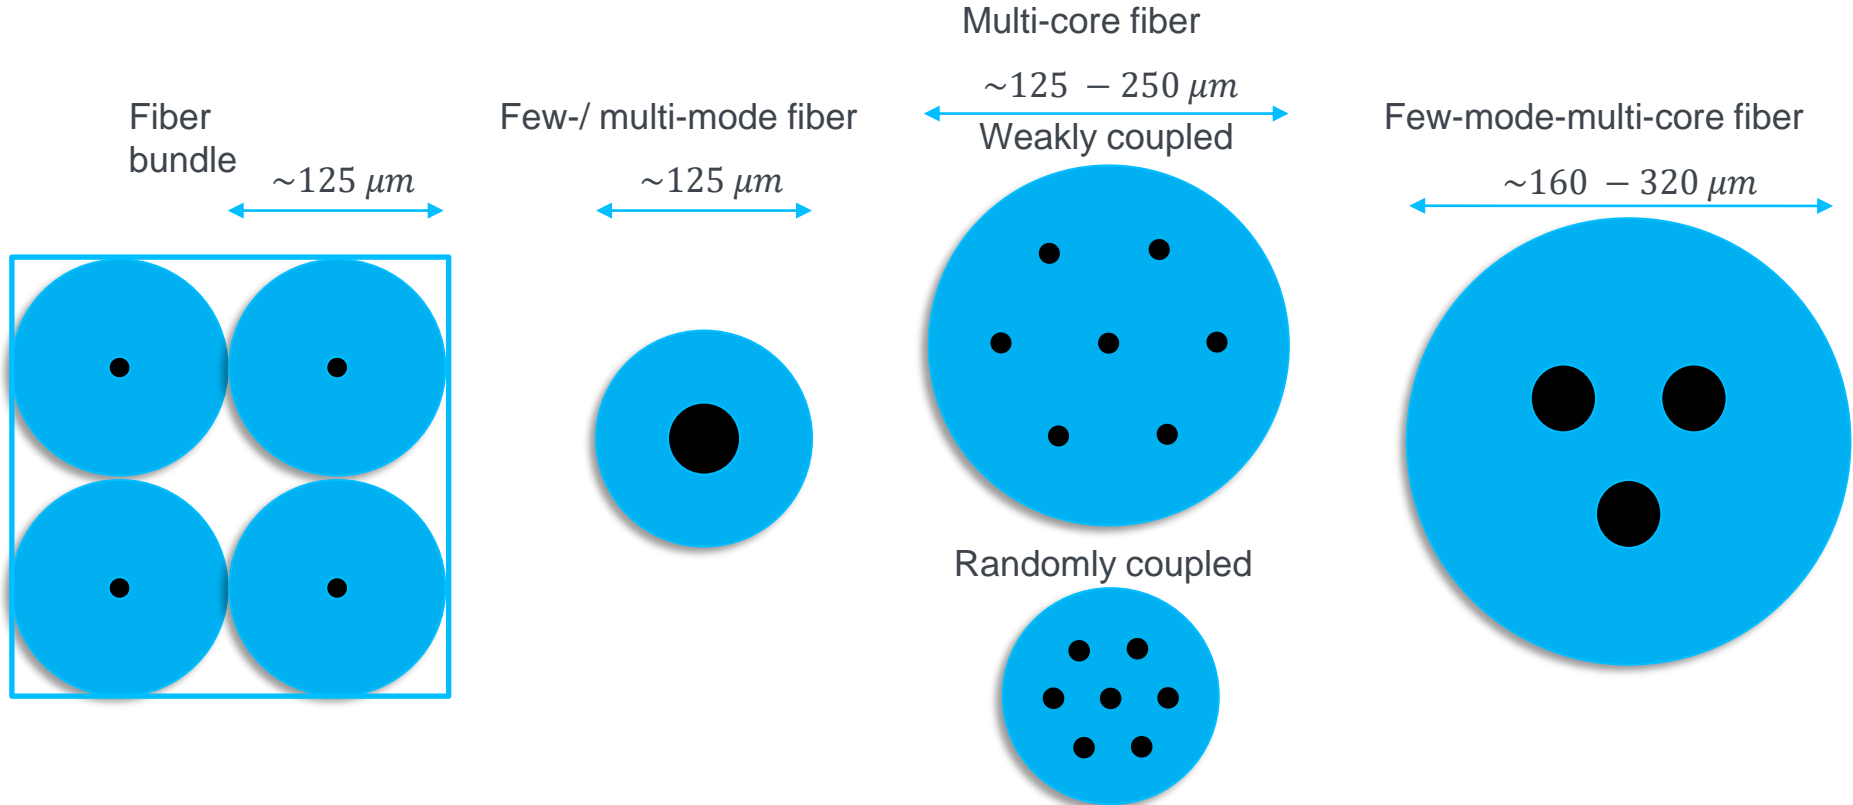 Fiber
bundle
~125 μm
Few-/ multi-mode fiber
~125 μm
Multi-core fiber
~125 − 250 μm
Weakly coupled
Randomly coupled
Few-mode-multi-core fiber
~160 − 320 μm